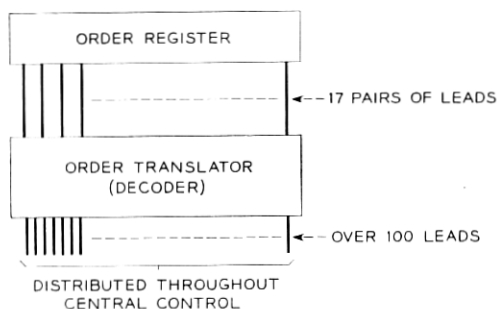 ORDER REGISTER
17 PAIRS OF LEADS
ORDER TRANSLATOR
(DECODER)
OVER 100 LEADS
DISTRIBUTED THROUGHOUT
CENTRAL CONTROL